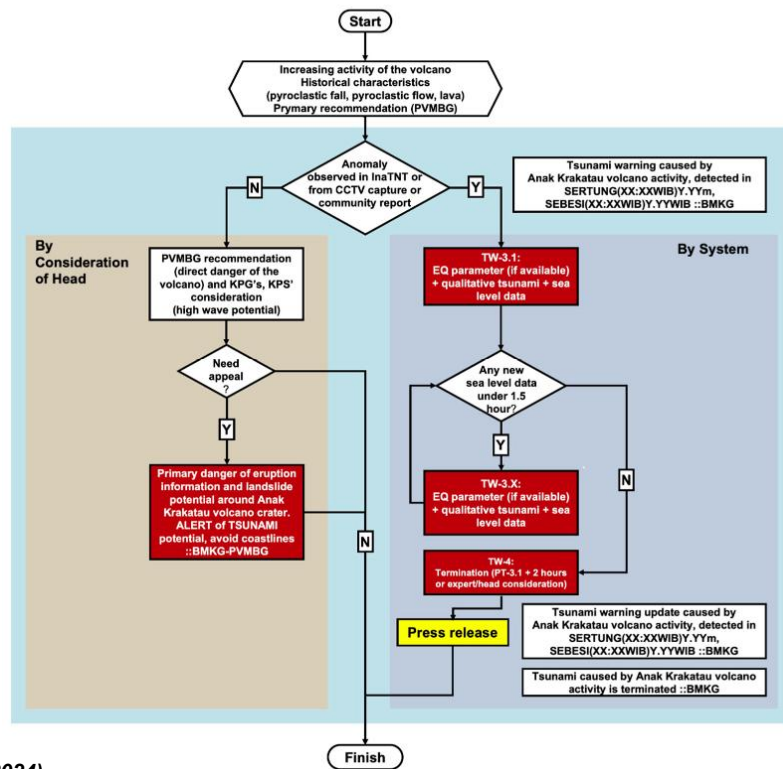 Start
Increasing activity of the volcano
Historical characteristics
(pyroclastic fall, pyroclastic flow, lava)
Prymary recommendation (PVMBG)
Anomaly
observed in InaTNT or
from CCTV capture or
community report
N
Y
Tsunami warning caused by
Anak Krakatau volcano activity, detected in
SERTUNG(XX:XXWIB)Y.YYm,
SEBESI(XX:XXWIB)Y.YYWIB ::BMKG
By
Consideration
of Head
PVMBG recommendation
(direct danger of the
volcano) and KPG's, KPS'
consideration
(high wave potential)
Need
appeal
?
Y
Primary danger of eruption
information and landslide
potential around Anak
Krakatau volcano crater.
ALERT of TSUNAMI
potential, avoid coastlines
::BMKG-PVMBG
N
By System
TW-3.1:
EQ parameter (if available)
+ qualitative tsunami + sea
level data
Any new
sea level data
under 1.5
hour?
Y
N
TW-3.X:
EQ parameter (if available)
+ qualitative tsunami + sea
level data
TW-4:
Termination (PT-3.1 + 2 hours
or expert/head consideration)
Press release
Tsunami warning update caused by
Anak Krakatau volcano activity, detected in
SERTUNG(XX:XXWIB)Y.YYm,
SEBESI(XX:XXWIB)Y.YYWIB ::BMKG
Tsunami caused by Anak Krakatau volcano
activity is terminated ::BMKG
Finish